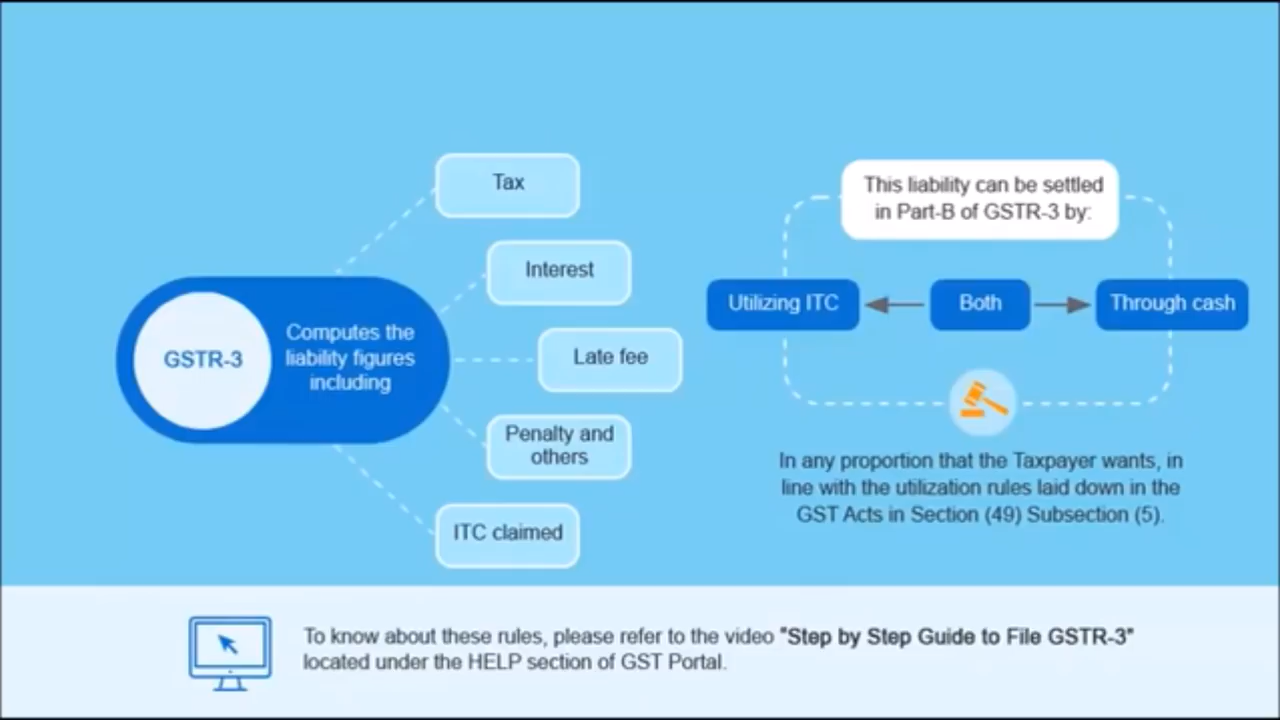 GSTR-3
Computes the
liability figures
including
Tax
Interest
Late fee
Penalty and
others
ITC claimed
This liability can be settled
in Part-B of GSTR-3 by:
Utilizing ITC
Both
Through cash
In any proportion that the Taxpayer wants, in
line with the utilization rules laid down in the
GST Acts in Section (49) Subsection (5).
To know about these rules, please refer to the video "Step by Step Guide to File GSTR-3"
located under the HELP section of GST Portal.